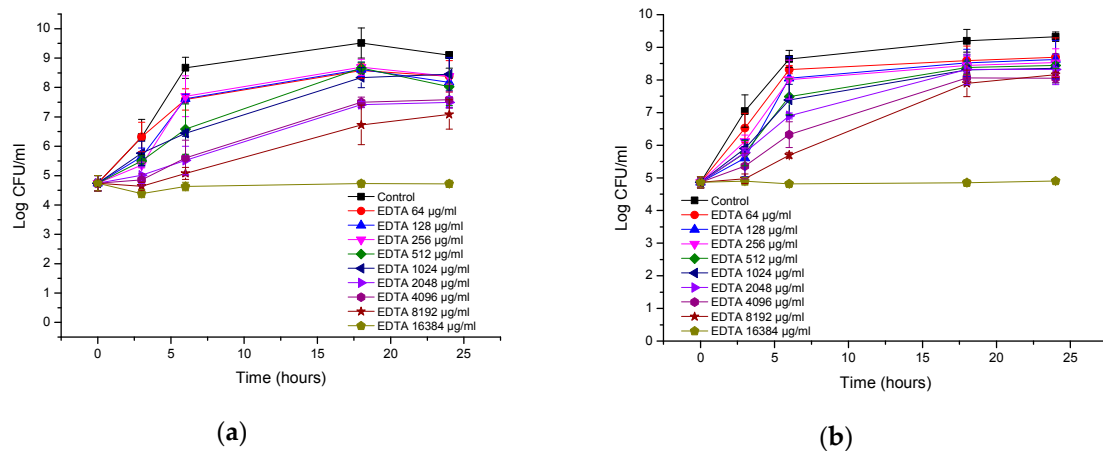 10
9
8
7
6
5
4
3
2
1
0
Log CFU/ml
0 5 10 15 20 25
Time (hours)
Control
EDTA 64 µg/ml
EDTA 128 µg/ml
EDTA 256 µg/ml
EDTA 512 µg/ml
EDTA 1024 µg/ml
EDTA 2048 µg/ml
EDTA 4096 µg/ml
EDTA 8192 µg/ml
EDTA 16384 µg/ml
(a)
10
9
8
7
6
5
4
3
2
1
0
Log CFU/ml
0 5 10 15 20 25
Time (hours)
Control
EDTA 64 µg/ml
EDTA 128 µg/ml
EDTA 256 µg/ml
EDTA 512 µg/ml
EDTA 1024 µg/ml
EDTA 2048 µg/ml
EDTA 4096 µg/ml
EDTA 8192 µg/ml
EDTA 16384 µg/ml
(b)